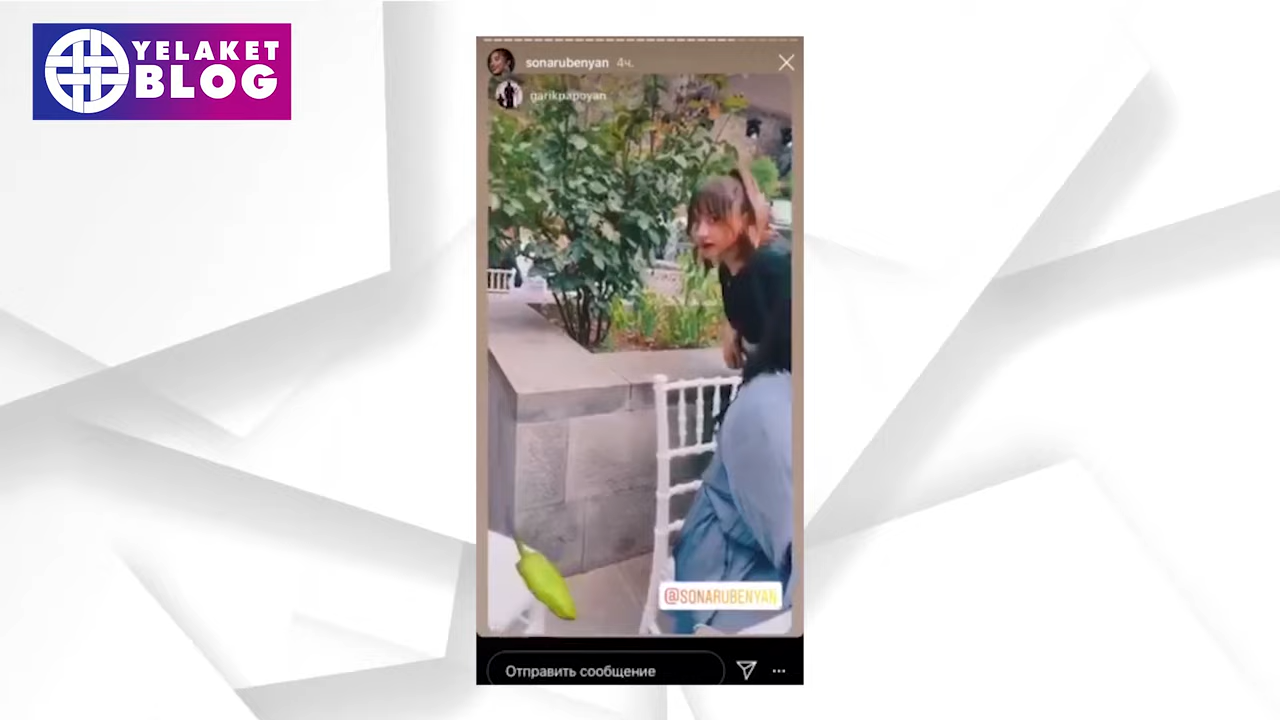 YELAKET
BLOG
sonarubenyan 4ч.
garikpapoyan
@SONARUBENYAN
Отправить сообщение